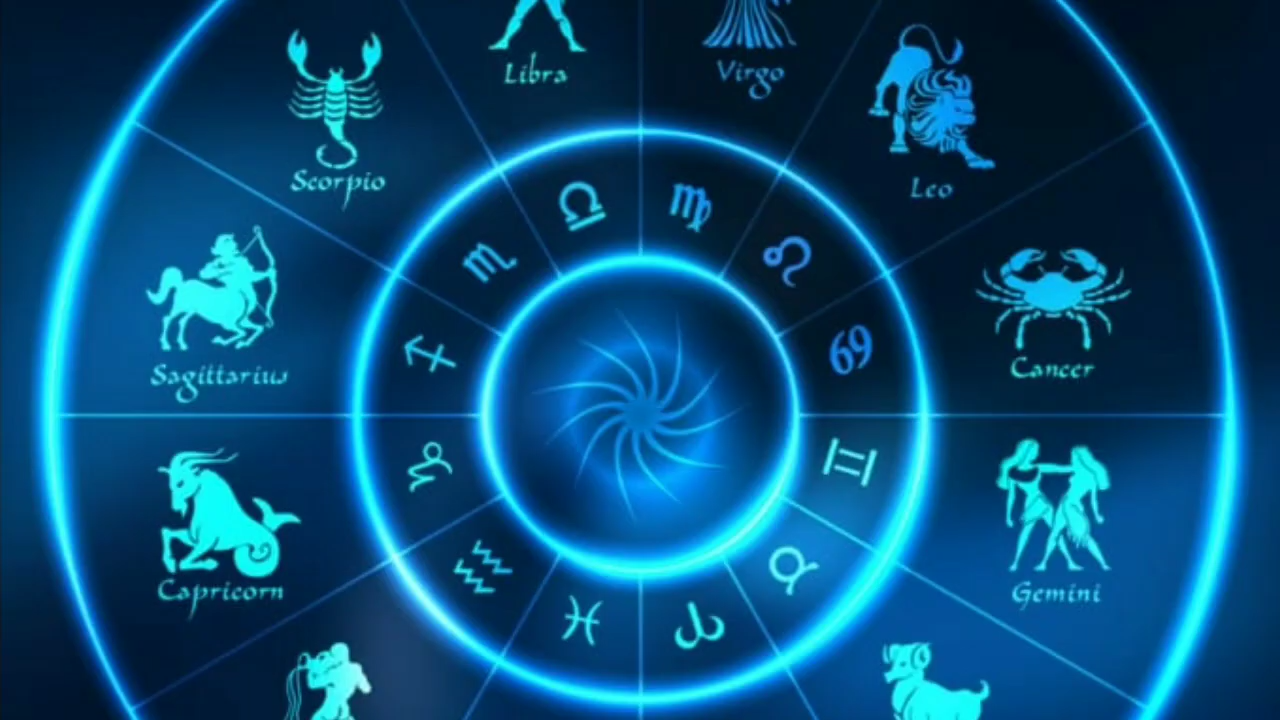 Libra
Virgo
Scorpio
Leo
Sagittarius
Cancer
Capricorn
Gemini